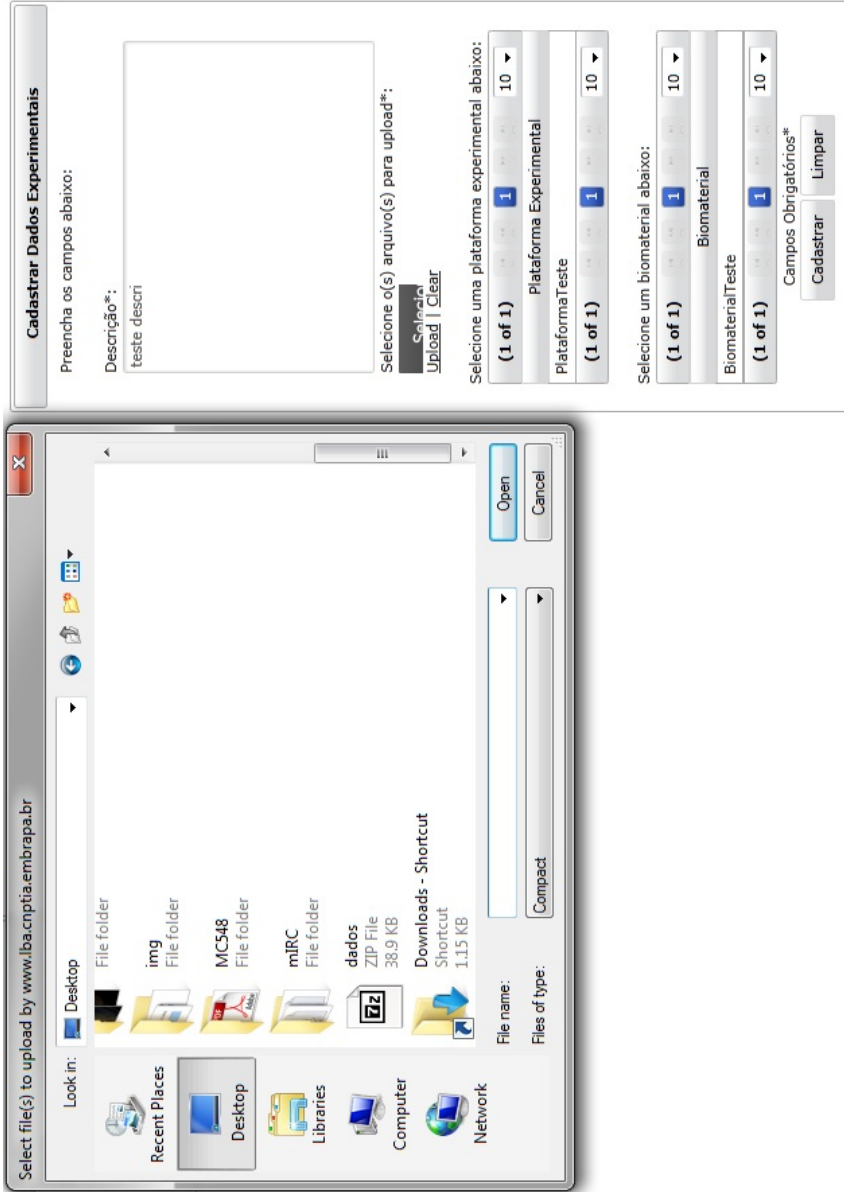 Select file(s) to upload by www.lba.cnptia.embrapa.br
Look in:
Desktop
Recent Places
Desktop
Libraries
Computer
Network
File folder
img
File folder
MC548
File folder
mIRC
File folder
dados
ZIP File
38.9 KB
Downloads - Shortcut
Shortcut
1.15 KB
File name:
Open
Files of type:
Compact
Cancel
Cadastrar Dados Experimentais
Preencha os campos abaixo:
Descrição*:
teste descri
Selecione o(s) arquivo(s) para upload*:
Selecio
Upload | Clear
Selecione uma plataforma experimental abaixo:
(1 of 1) 1 10
Plataforma Experimental
PlataformaTeste
(1 of 1) 1 10
Selecione um biomaterial abaixo:
(1 of 1) 1 10
Biomaterial
BiomaterialTeste
(1 of 1) 1 10
Campos Obrigatórios*
Cadastrar Limpar